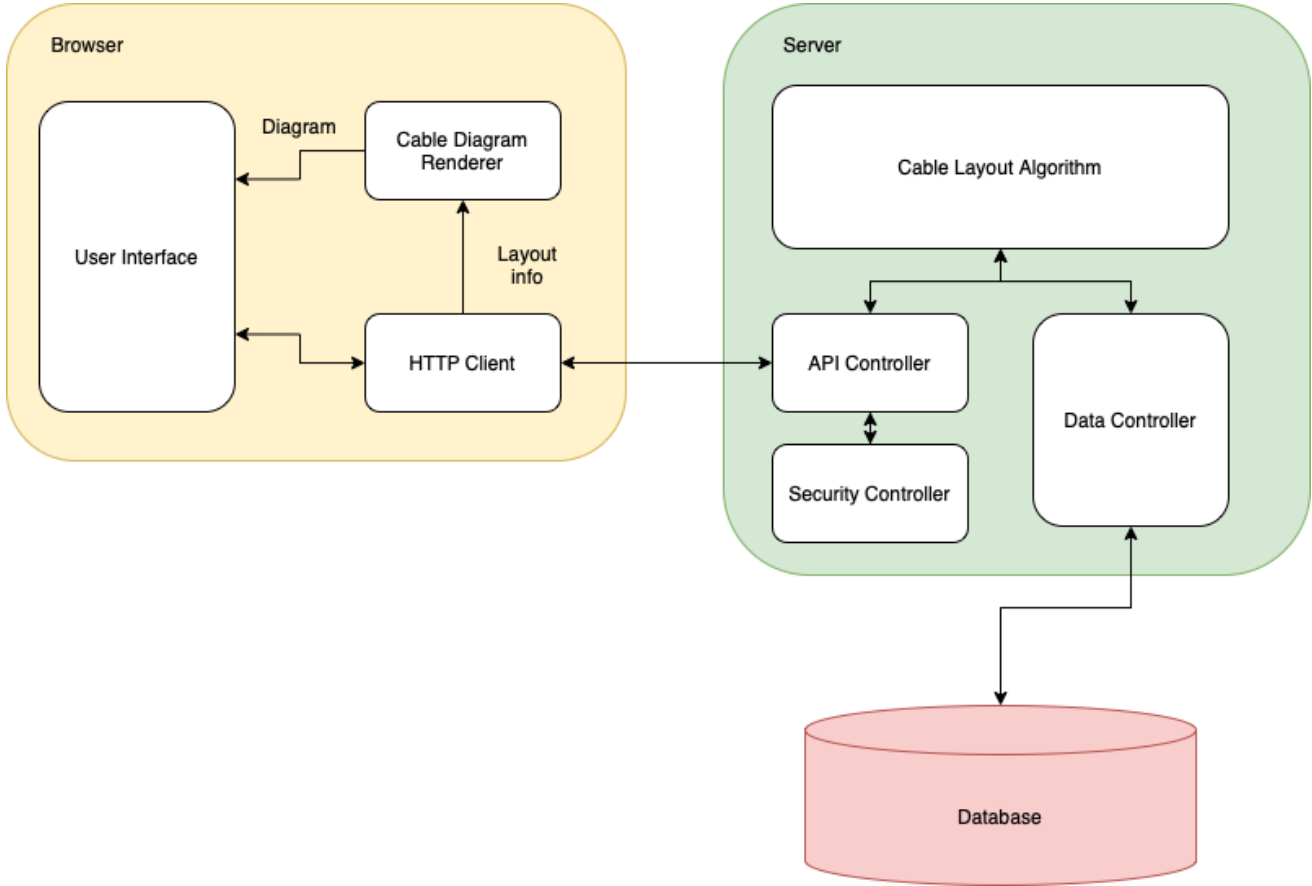 Browser
User Interface
Diagram
Cable Diagram
Renderer
Layout
info
HTTP Client
Server
Cable Layout Algorithm
API Controller
Security Controller
Data Controller
Database